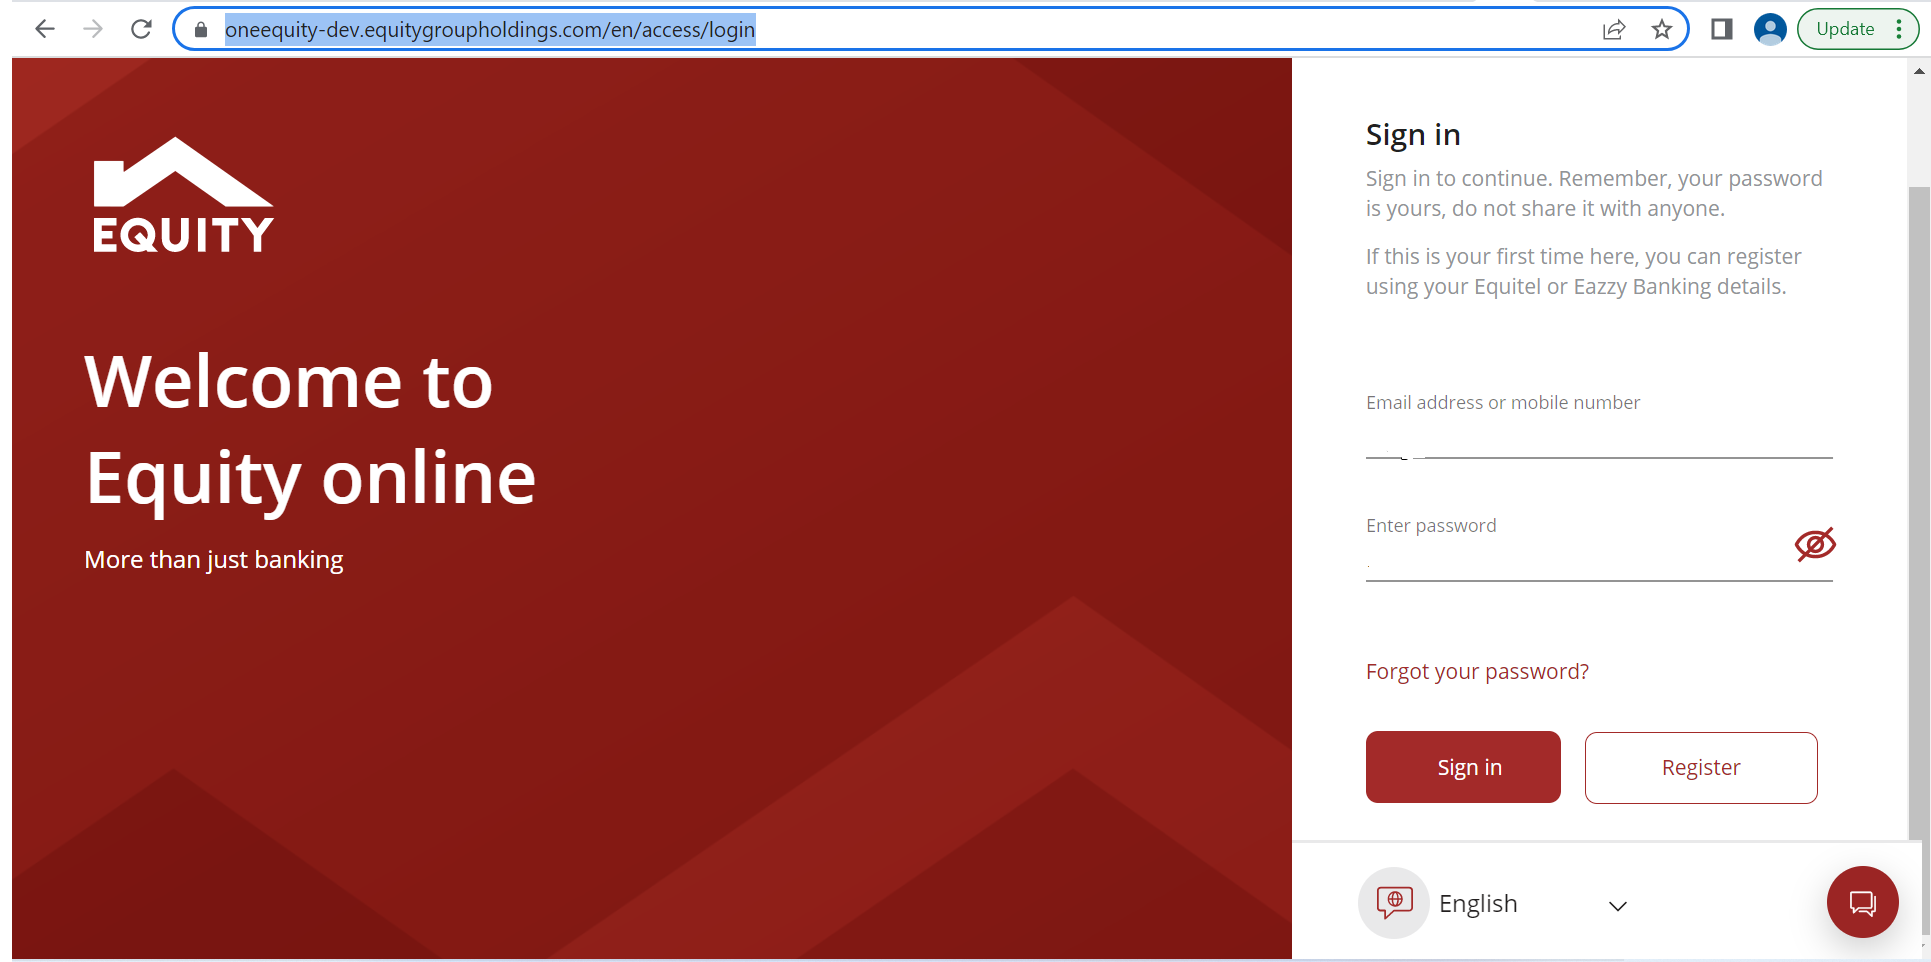 oneequity-dev.equitygroupholdings.com/en/access/login
Update
EQUITY
Welcome to
Equity online
More than just banking
Sign in
Sign in to continue. Remember, your password
is yours, do not share it with anyone.
If this is your first time here, you can register
using your Equitel or Eazzy Banking details.
Email address or mobile number
Enter password
Forgot your password?
Sign in
Register
English